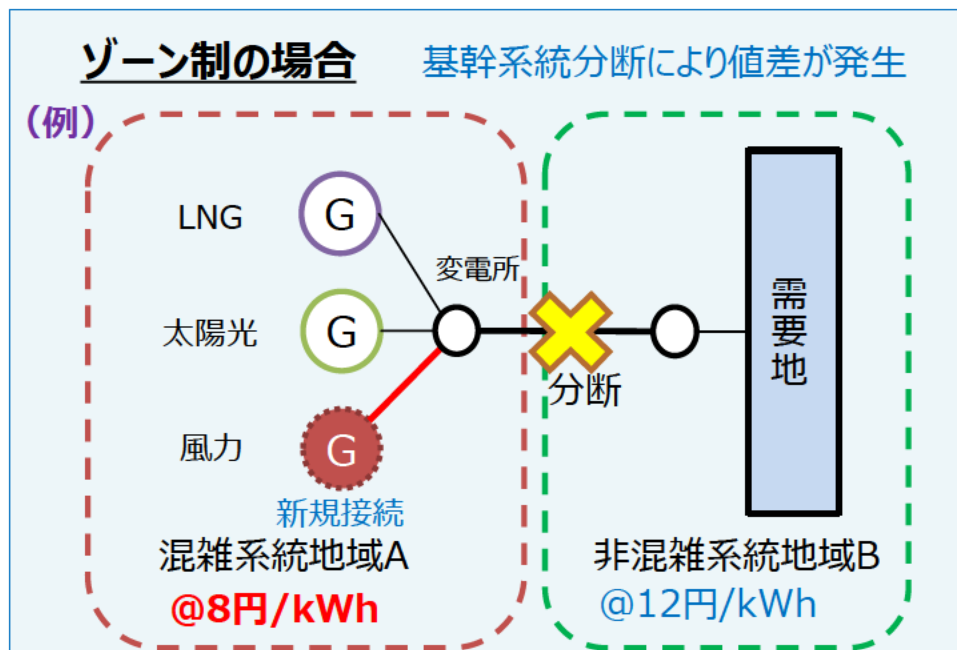 ゾーン制の場合
基幹系統分断により値差が発生
（例）
LNG
G
変電所
太陽光
G
分断
需要地
風力
G
新規接続
混雑系統地域A
@8円/kWh
非混雑系統地域B
@12円/kWh